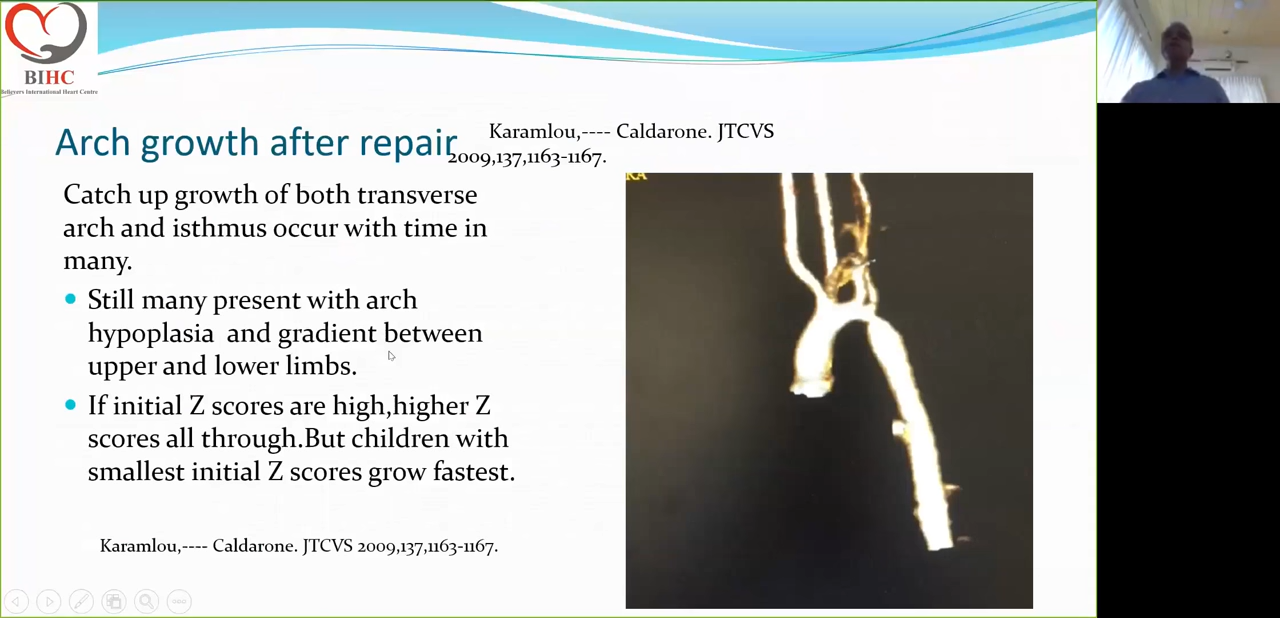 BIHC
Believers International Heart Centre
Arch growth after repair
Karamlou,---- Caldarone. JTCVS
2009,137,1163-1167.
Catch up growth of both transverse
arch and isthmus occur with time in
many.
Still many present with arch
hypoplasia  and gradient between
upper and lower limbs.
If initial Z scores are high,higher Z
scores all through.But children with
smallest initial Z scores grow fastest.
Karamlou,---- Caldarone. JTCVS 2009,137,1163-1167.